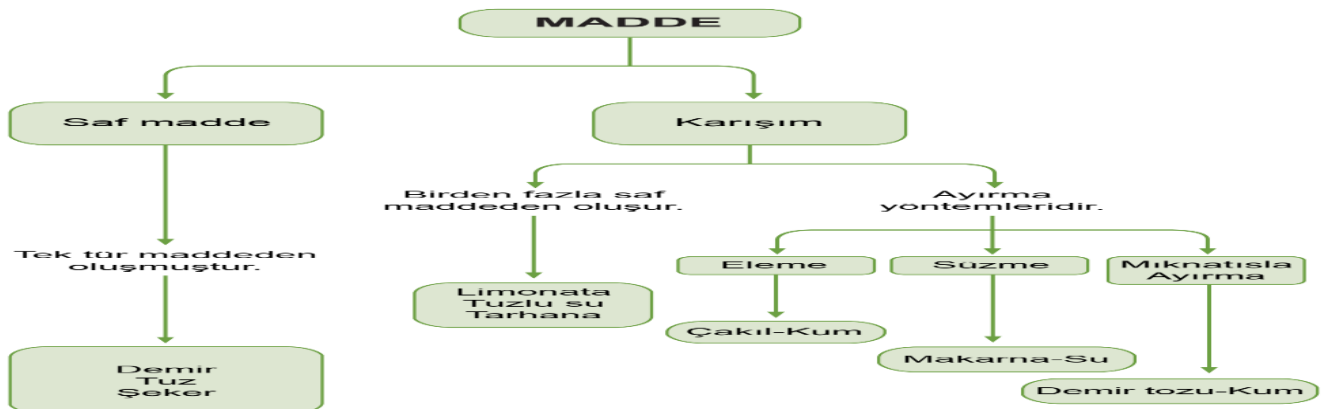 MADDE
Saf madde
Karışım
Birden fazla saf
maddeden oluşur.
Ayırma
yöntemleridir.
Tek tür maddeden
oluşmuştur.
Eleme
Süzme
Mıknatısla
Ayırma
Limonata
Tuzlu su
Tarhana
Çakıl-Kum
Makarna-Su
Demir tozu-Kum
Demir
Tuz
Şeker